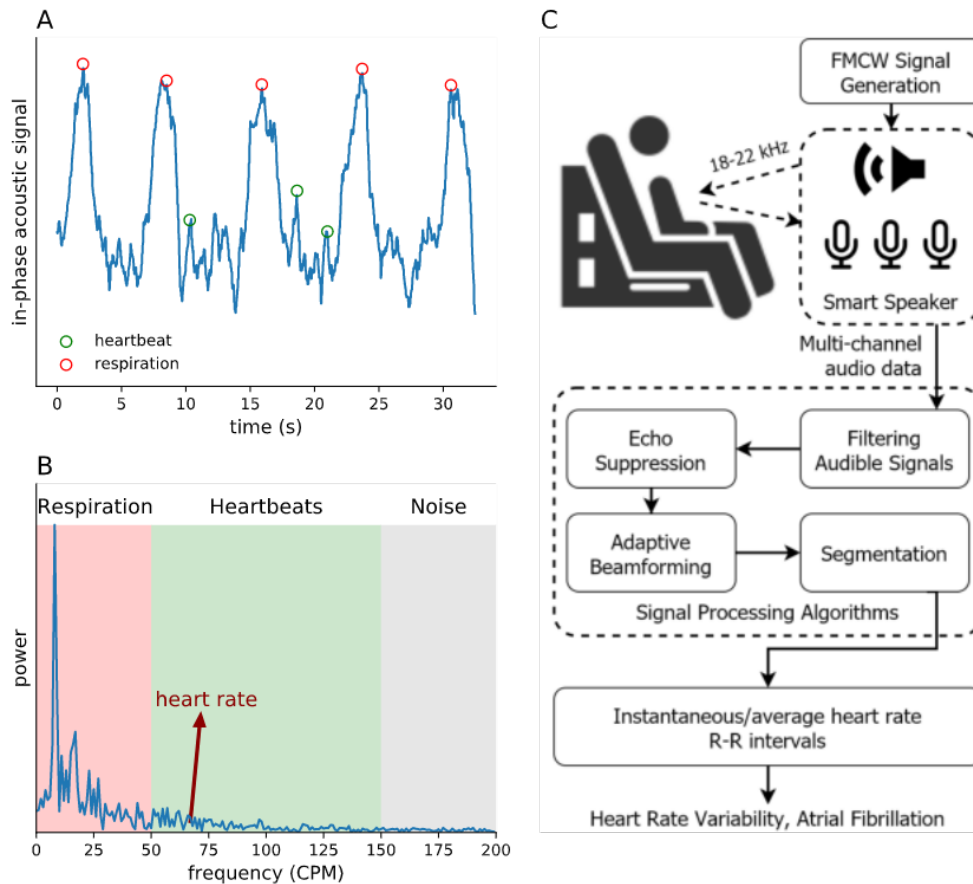 A
in-phase acoustic signal
heartbeat
respiration
0 5 10 15 20 25 30
time (s)
B
Respiration Heartbeats Noise
power
heart rate
0 25 50 75 100 125 150 175 200
frequency (CPM)
C
FMCW Signal
Generation
18-22 kHz
Smart Speaker
Multi-channel
audio data
Echo
Suppression
Filtering
Audible Signals
Adaptive
Beamforming
Segmentation
Signal Processing Algorithms
Instantaneous/average heart rate
R-R intervals
Heart Rate Variability, Atrial Fibrillation